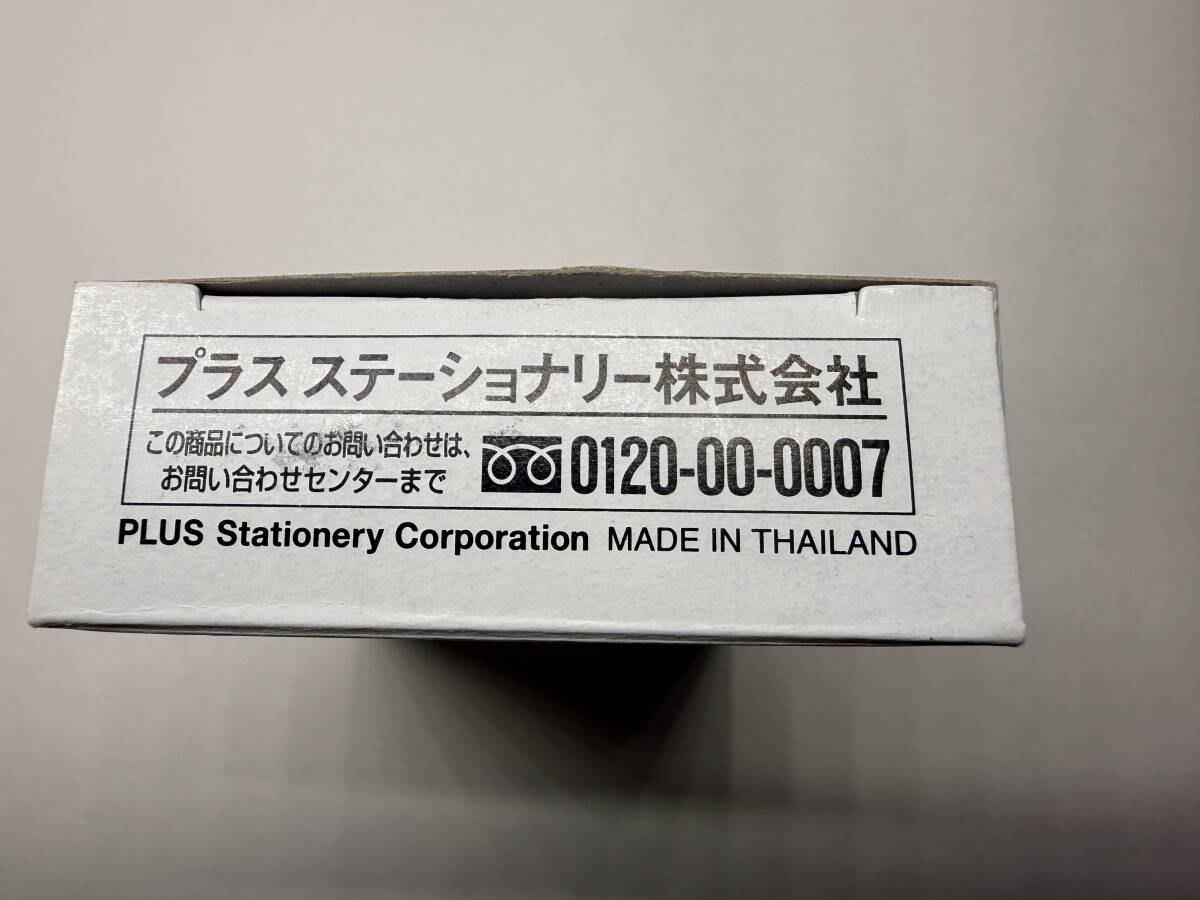 プラス ステーショナリー株式会社
この商品についてのお問い合わせは、
お問い合わせセンターまで
0120-00-0007
PLUS Stationery Corporation MADE IN THAILAND